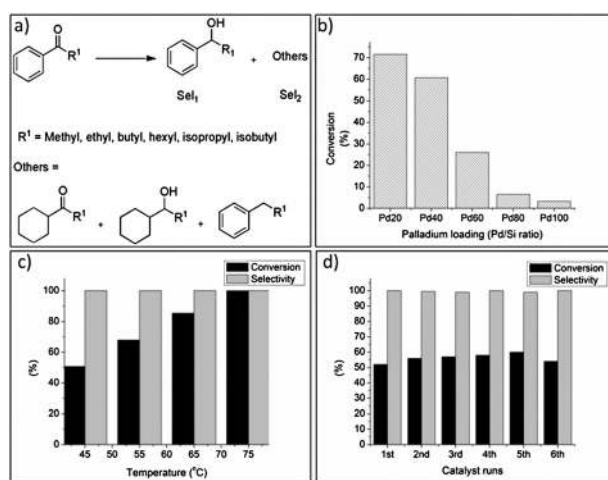 a)
O
R¹
OH
R₁
+ Others
Sel₁
Sel₂
R¹ = Methyl, ethyl, butyl, hexyl, isopropyl, isobutyl
Others =
O
R¹
+
OH
R¹
+
R¹
b)
70
60
50
40
30
20
10
0
Conversion
(%)
Pd20 Pd40 Pd60 Pd80 Pd100
Palladium loading (Pd/Si ratio)
c)
Conversion
Selectivity
100
80
60
40
20
0
(%)
45 50 55 60 65 70 75
Temperature (°C)
d)
Conversion
Selectivity
100
90
80
70
60
50
40
30
20
10
0
(%)
1st 2nd 3rd 4th 5th 6th
Catalyst runs